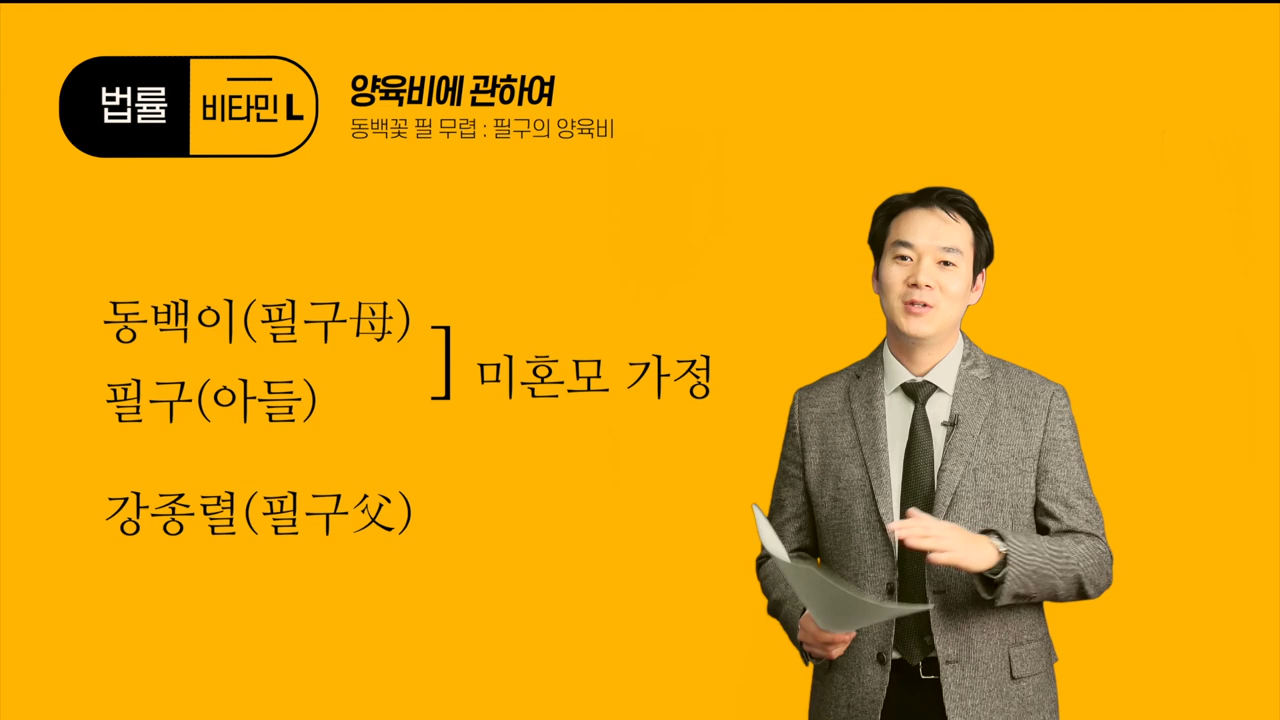 법률 비타민 L
양육비에 관하여
동백꽃 필 무렵 : 필구의 양육비
동백이(필구母)
필구(아들)
미혼모 가정
강종렬(필구父)